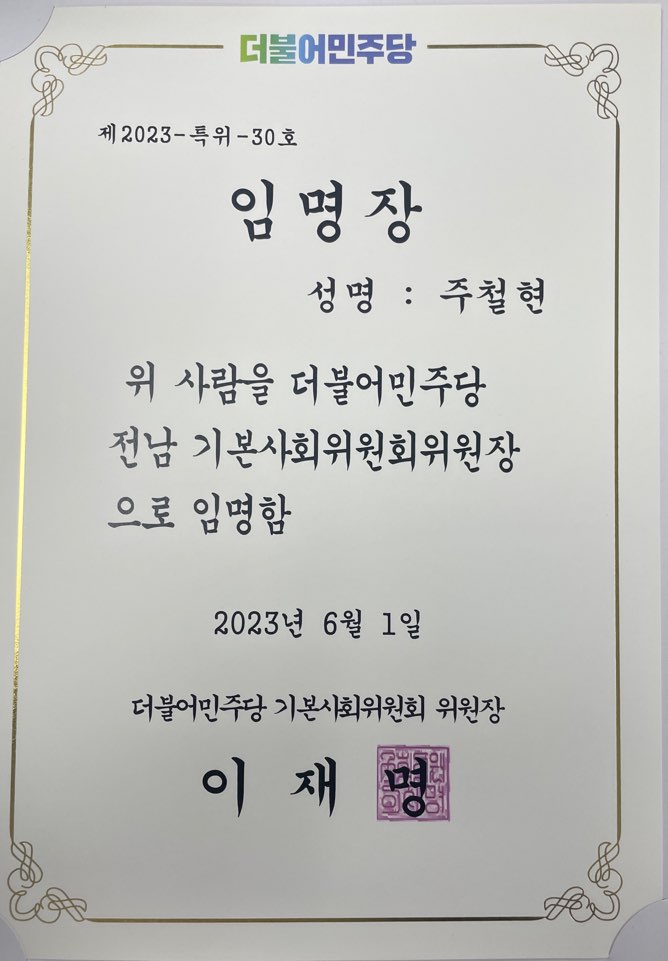 더불어민주당
제2023-특위-30호
임명장
성명 : 주철현
위 사람을 더불어민주당
전남 기본사회위원회위원장
으로 임명함
2023년 6월 1일
더불어민주당 기본사회위원회 위원장
이 재 명